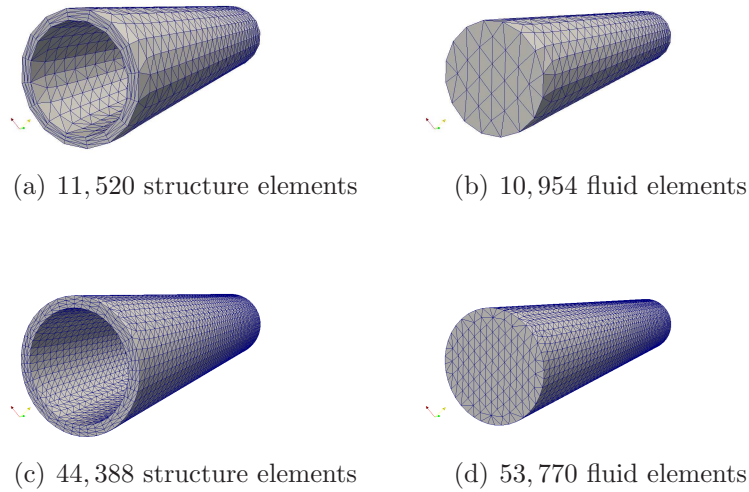 (a) 11, 520 structure elements
(b) 10, 954 fluid elements
(c) 44, 388 structure elements
(d) 53, 770 fluid elements